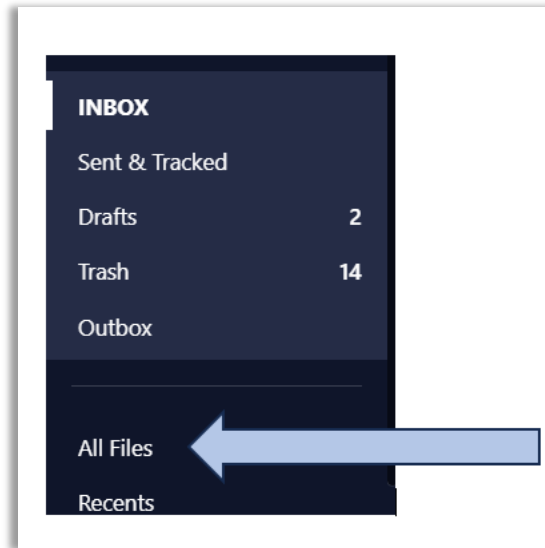 INBOX
Sent & Tracked
Drafts 2
Trash 14
Outbox
All Files
Recents